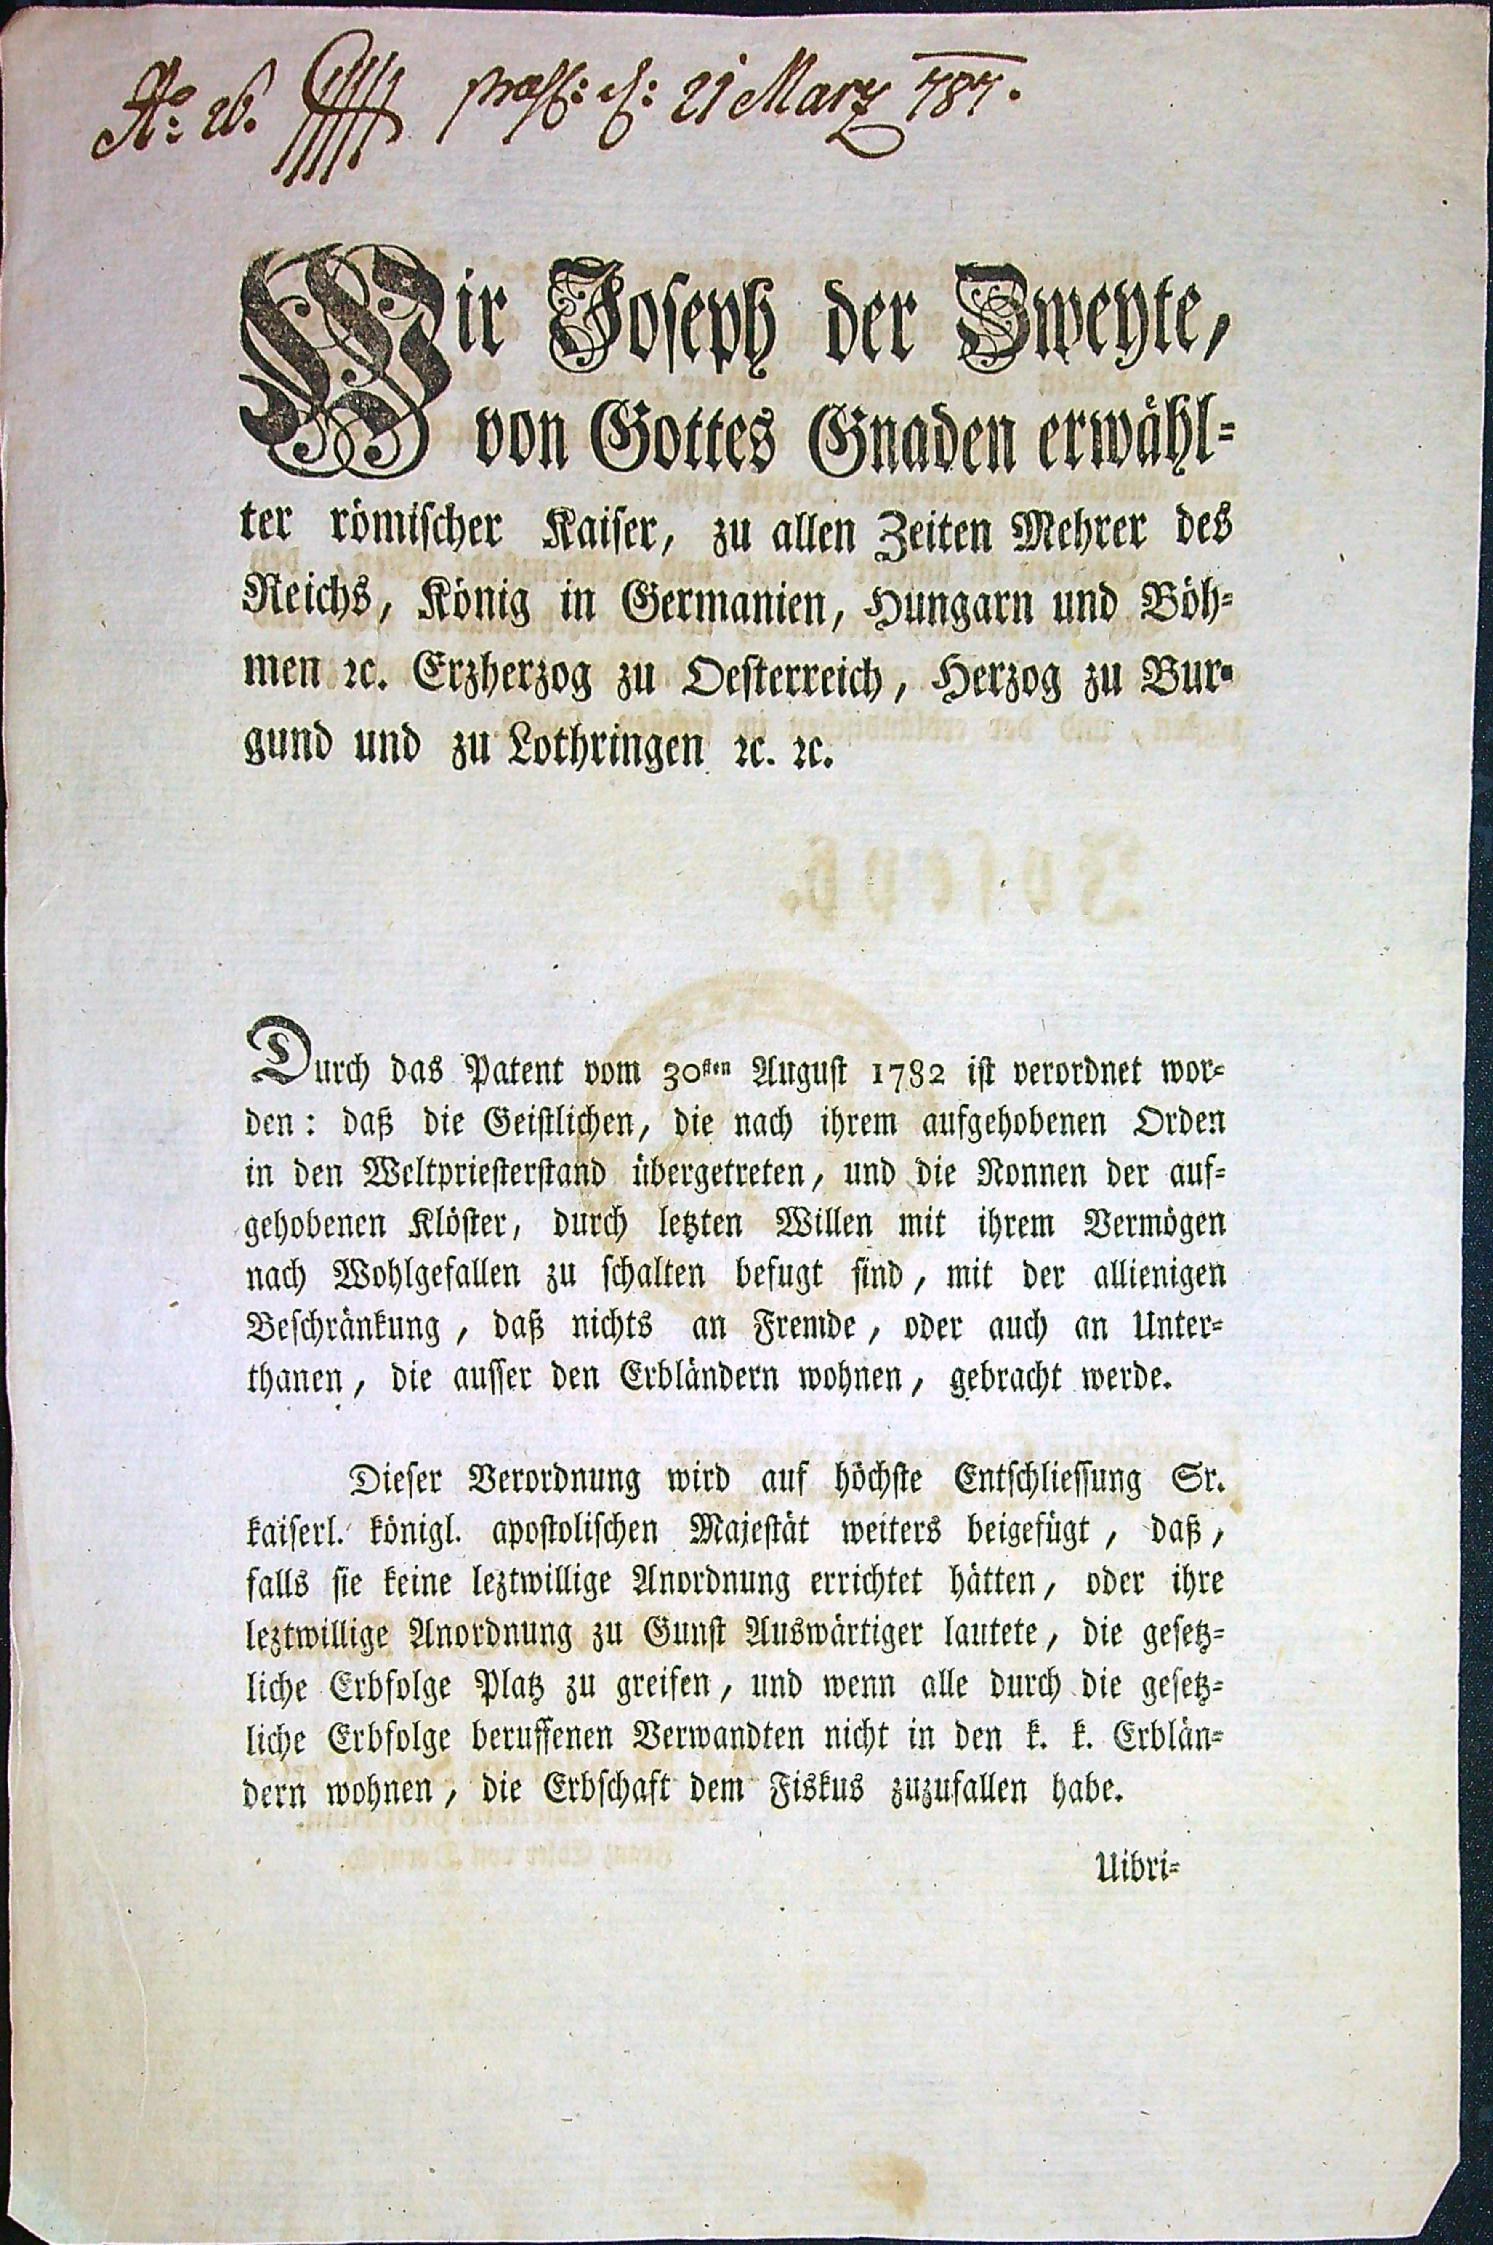 21 Marz 787.
Wir Joseph der Zweyte,
von Gottes Gnaden erwähl=
ter römischer Kaiser, zu allen Zeiten Mehrer des
Reichs, König in Germanien, Hungarn und Böh=
men ꝛc. Erzherzog zu Oesterreich, Herzog zu Bur=
gund und zu Lothringen ꝛc. ꝛc.
Durch das Patent vom 30sten August 1782 ist verordnet wor=
den: daß die Geistlichen, die nach ihrem aufgehobenen Orden
in den Weltpriesterstand übergetreten, und die Nonnen der auf=
gehobenen Klöster, durch letzten Willen mit ihrem Vermögen
nach Wohlgefallen zu schalten befugt sind, mit der allienigen
Beschränkung, daß nichts an Fremde, oder auch an Unter=
thanen, die ausser den Erbländern wohnen, gebracht werde.
Dieser Verordnung wird auf höchste Entschliessung Sr.
kaiserl. königl. apostolischen Majestät weiters beigefügt, daß,
falls sie keine leztwillige Anordnung errichtet hätten, oder ihre
leztwillige Anordnung zu Gunst Auswärtiger lautete, die gesetz=
liche Erbfolge Platz zu greifen, und wenn alle durch die gesetz=
liche Erbfolge beruffenen Verwandten nicht in den k. k. Erblän=
dern wohnen, die Erbschaft dem Fiskus zuzufallen habe.
Uibri=